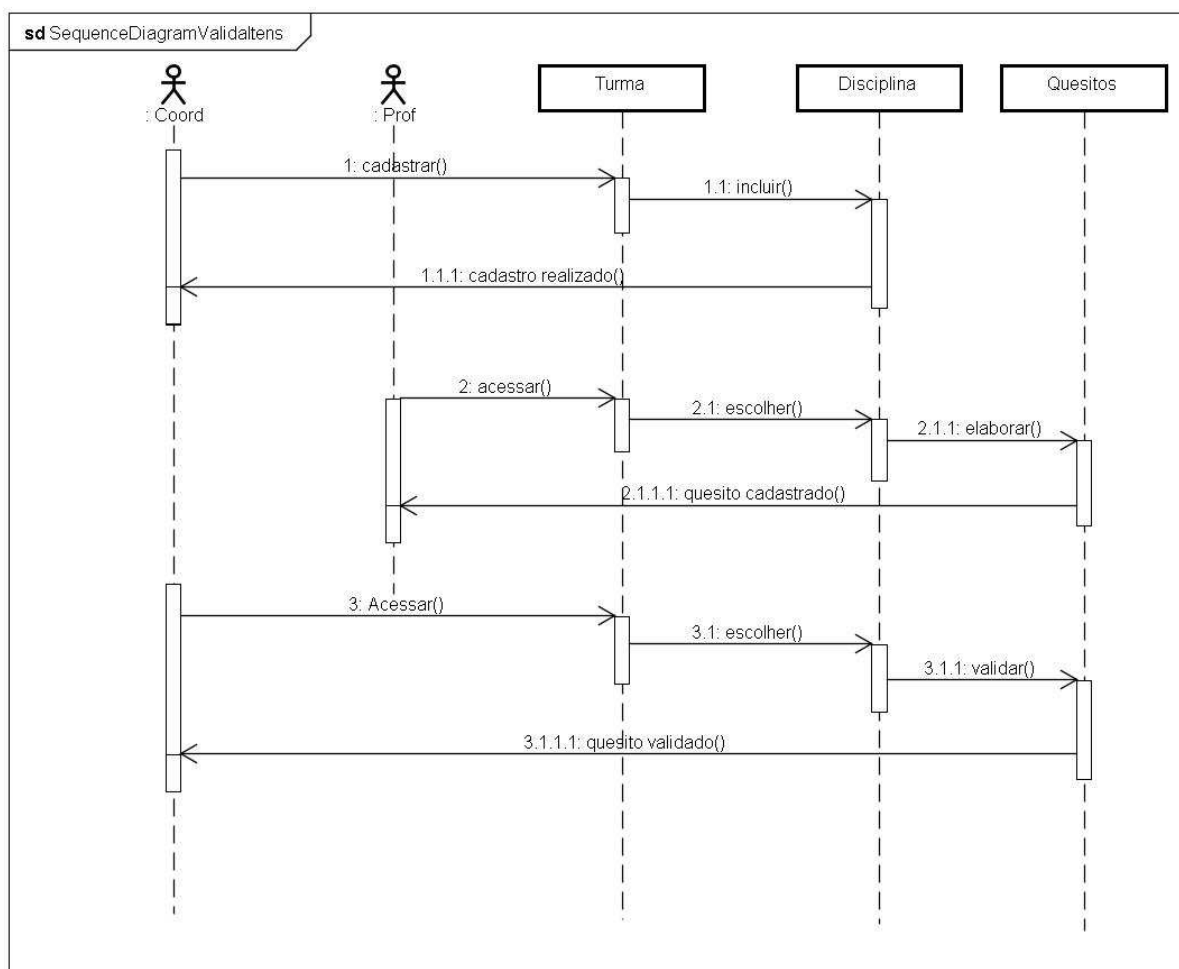 sd SequenceDiagramValidaItens
: Coord
: Prof
Turma
Disciplina
Quesitos
1: cadastrar()
1.1: incluir()
1.1.1: cadastro realizado()
2: acessar()
2.1: escolher()
2.1.1: elaborar()
2.1.1.1: quesito cadastrado()
3: Acessar()
3.1: escolher()
3.1.1: validar()
3.1.1.1: quesito validado()